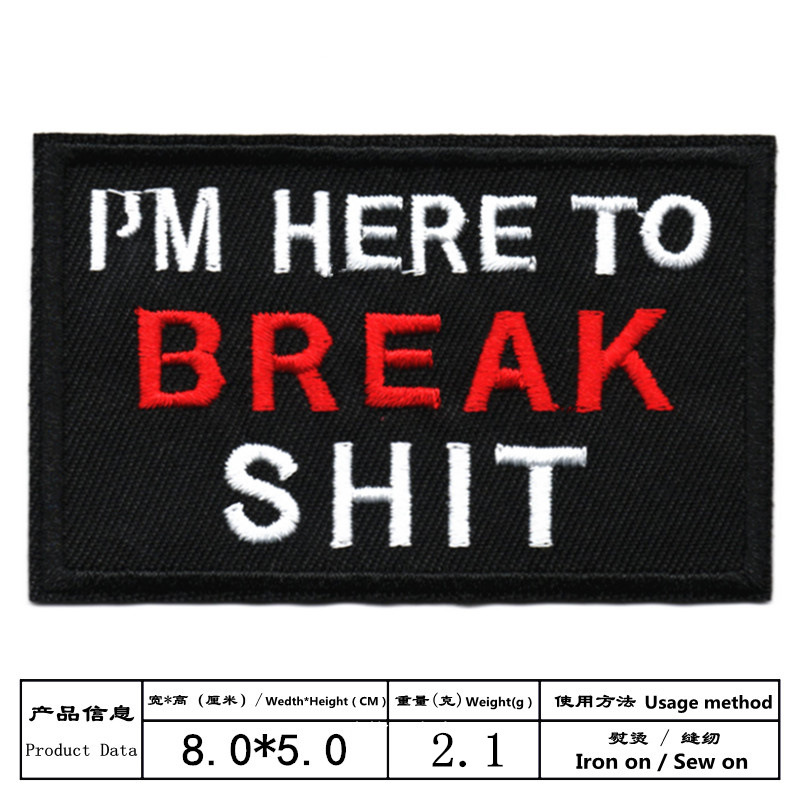 I'M HERE TO
BREAK
SHIT
产品信息
Product Data
宽*高（厘米）/Wedth*Height（CM）
8.0*5.0
重量(克)Weight(g)
2.1
使用方法 Usage method
熨烫 / 缝纫
Iron on / Sew on